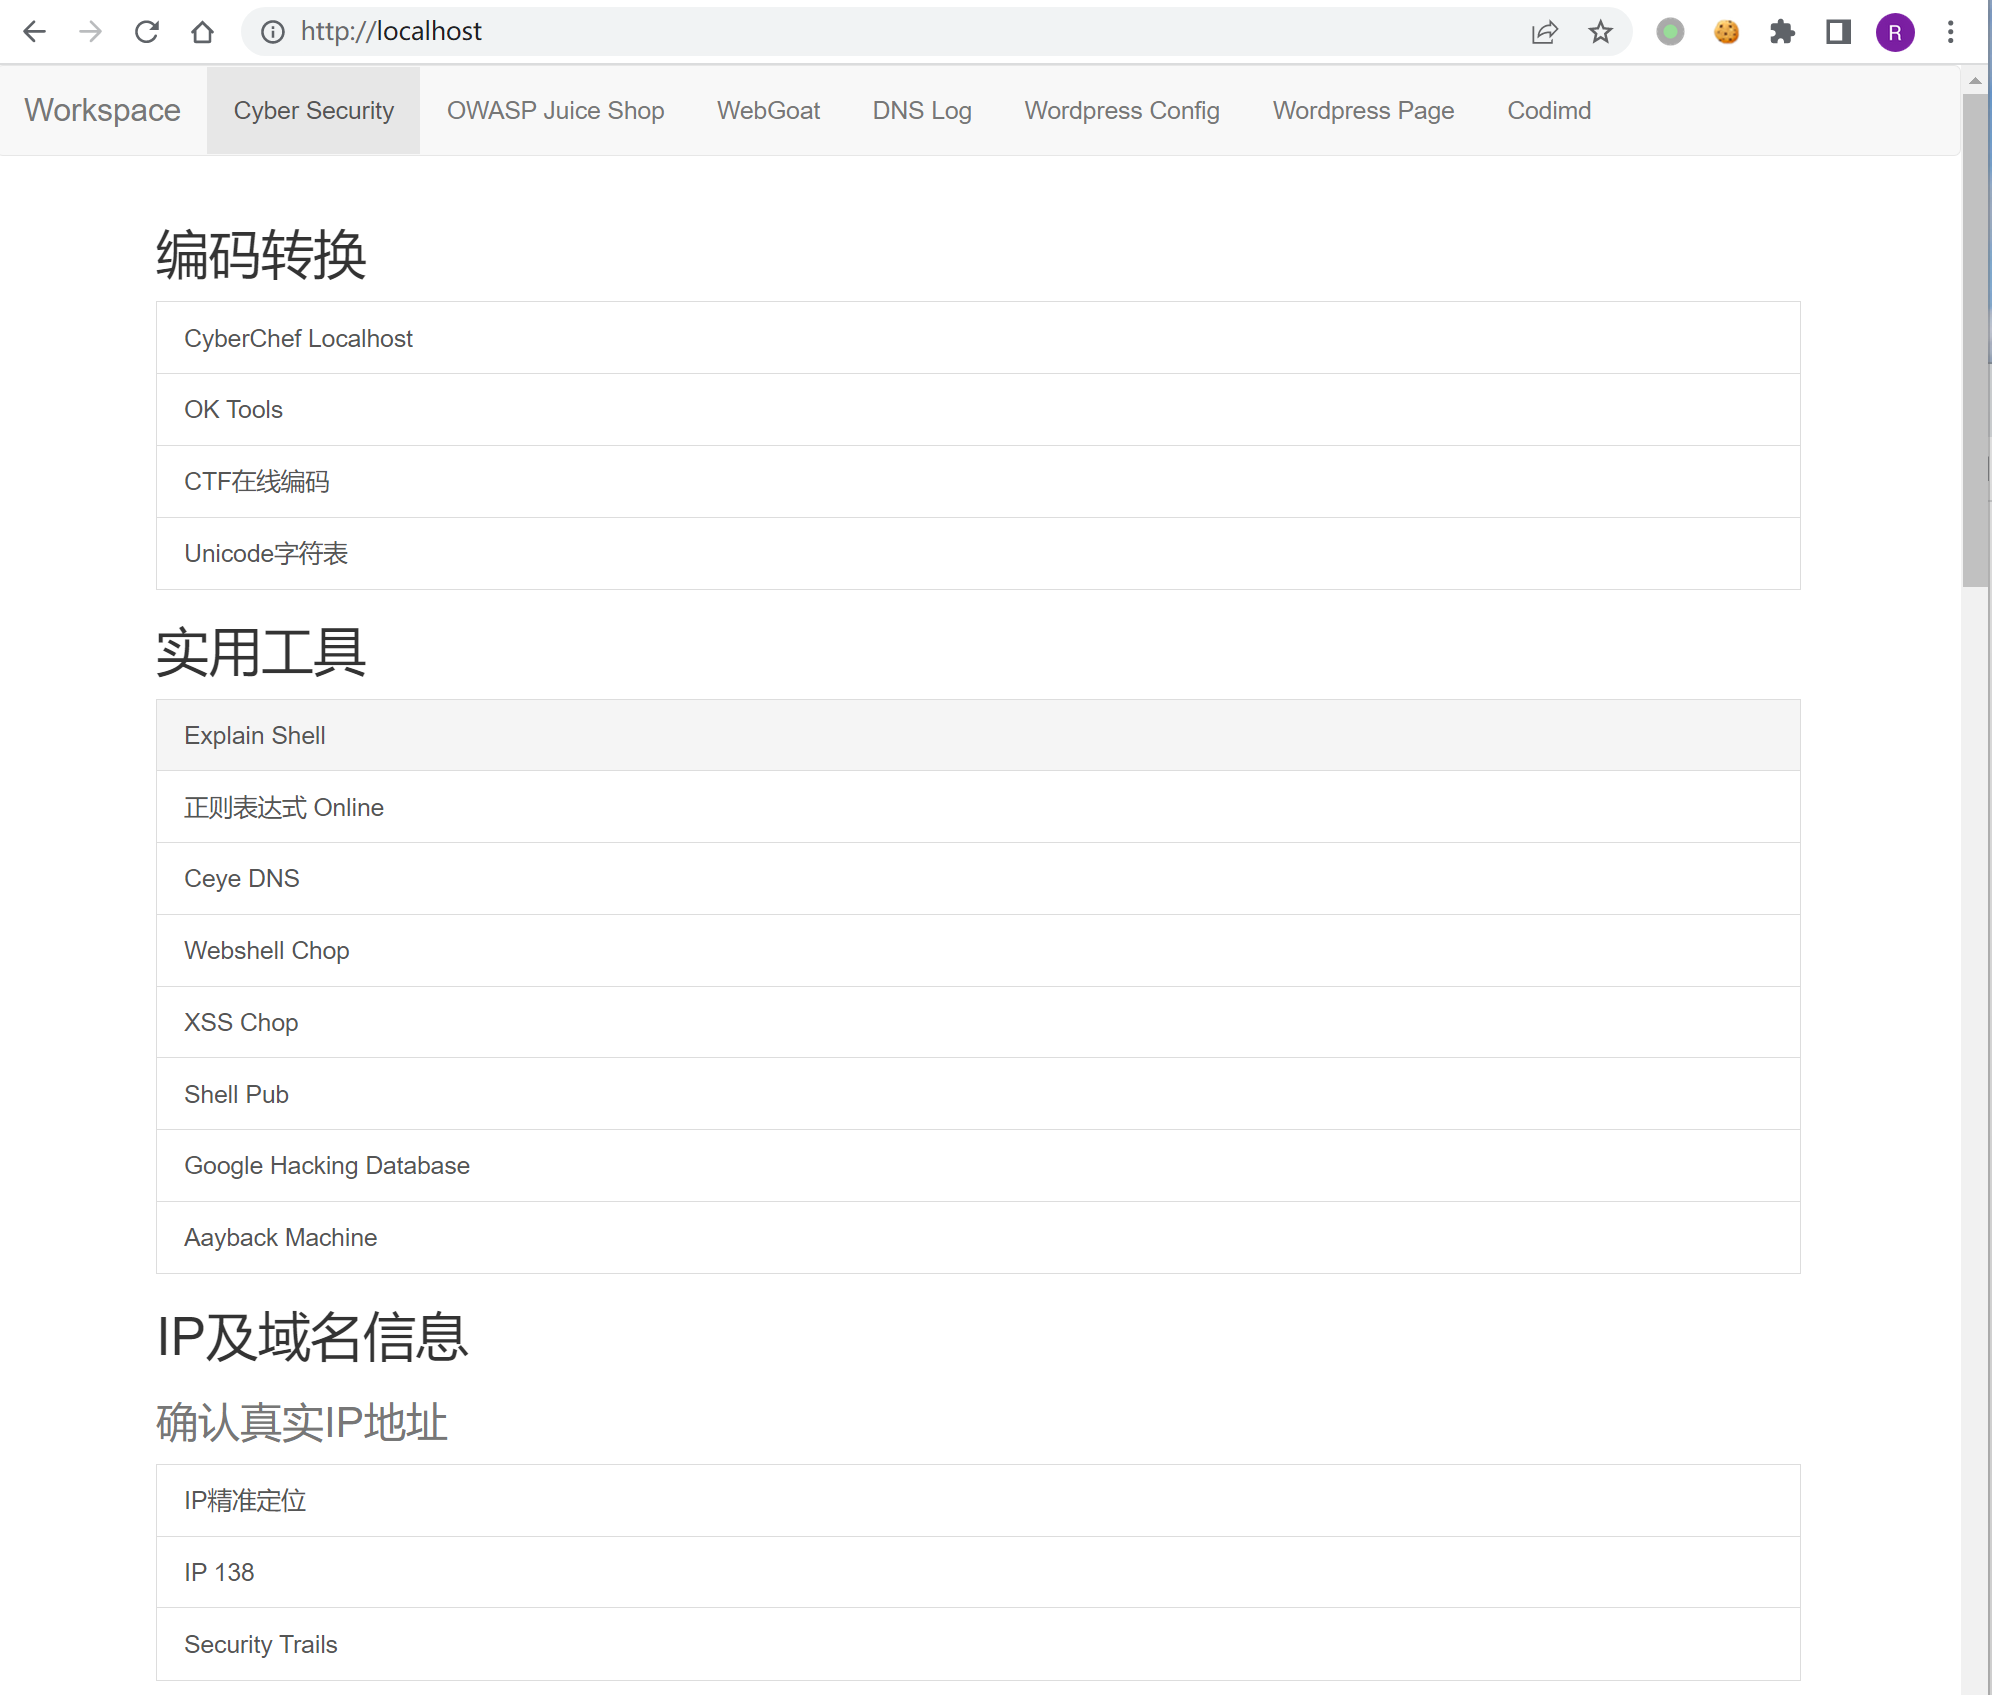 http://localhost
R
Workspace Cyber Security OWASP Juice Shop WebGoat DNS Log Wordpress Config Wordpress Page Codimd
编码转换
CyberChef Localhost
OK Tools
CTF在线编码
Unicode字符表
实用工具
Explain Shell
正则表达式 Online
Ceye DNS
Webshell Chop
XSS Chop
Shell Pub
Google Hacking Database
Aayback Machine
IP及域名信息
确认真实IP地址
IP精准定位
IP 138
Security Trails